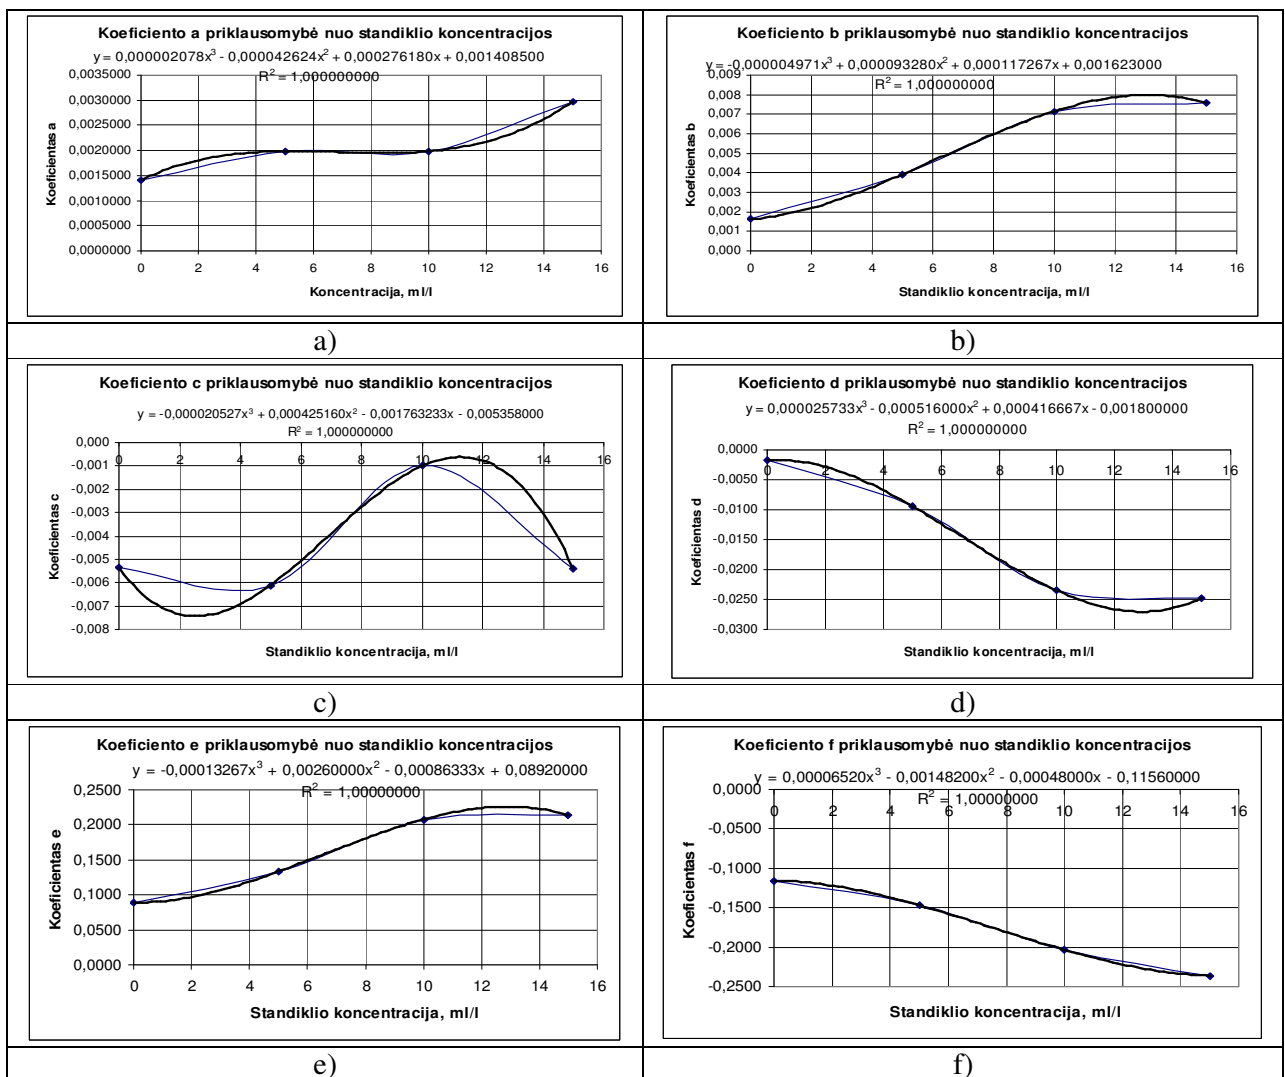 Koeficiento a priklausomybė nuo standiklio koncentracijos
y = 0,000002078x³ - 0,000042624x² + 0,000276180x + 0,001408500
R² = 1,000000000
0,0035000
0,0030000
0,0025000
0,0020000
0,0015000
0,0010000
0,0005000
0,0000000
Koeficientas a
0 2 4 6 8 10 12 14 16
Koncentracija, ml/l
a)
Koeficiento b priklausomybė nuo standiklio koncentracijos
y = -0,000004971x³ + 0,000093280x² + 0,000117267x + 0,001623000
R² = 1,000000000
0,009
0,008
0,007
0,006
0,005
0,004
0,003
0,002
0,001
0,000
Koeficientas b
0 2 4 6 8 10 12 14 16
Standiklio koncentracija, ml/l
b)
Koeficiento c priklausomybė nuo standiklio koncentracijos
y = -0,000020527x³ + 0,000425160x² - 0,001763233x - 0,005358000
R² = 1,000000000
0,000
-0,001
-0,002
-0,003
-0,004
-0,005
-0,006
-0,007
-0,008
Koeficientas c
0 2 4 6 8 10 12 14 16
Standiklio koncentracija, ml/l
c)
Koeficiento d priklausomybė nuo standiklio koncentracijos
y = 0,000025733x³ - 0,000516000x² + 0,000416667x - 0,001800000
R² = 1,000000000
0,0000
-0,0050
-0,0100
-0,0150
-0,0200
-0,0250
-0,0300
Koeficientas d
0 2 4 6 8 10 12 14 16
Standiklio koncentracija, ml/l
d)
Koeficiento e priklausomybė nuo standiklio koncentracijos
y = -0,00013267x³ + 0,00260000x² - 0,00086333x + 0,08920000
R² = 1,00000000
0,2500
0,2000
0,1500
0,1000
0,0500
0,0000
Koeficientas e
0 2 4 6 8 10 12 14 16
Standiklio koncentracija, ml/l
e)
Koeficiento f priklausomybė nuo standiklio koncentracijos
y = 0,00006520x³ - 0,00148200x² - 0,00048000x - 0,11560000
R² = 1,00000000
0,0000
-0,0500
-0,1000
-0,1500
-0,2000
-0,2500
Koeficientas f
0 2 4 6 8 10 12 14 16
Standiklio koncentracija, ml/l
f)